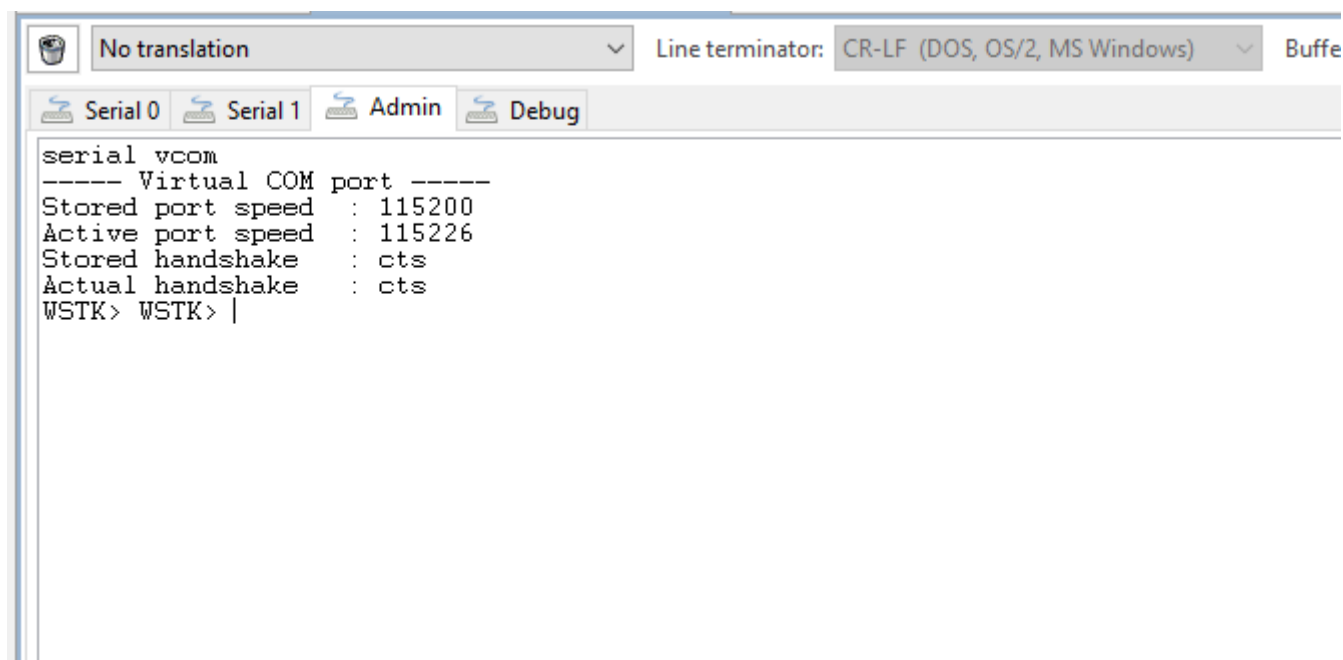 No translation Line terminator: CR-LF (DOS, OS/2, MS Windows) Buffe
Serial 0 Serial 1 Admin Debug
serial vcom
----- Virtual COM port -----
Stored port speed  : 115200
Active port speed  : 115226
Stored handshake   : cts
Actual handshake   : cts
WSTK> WSTK>